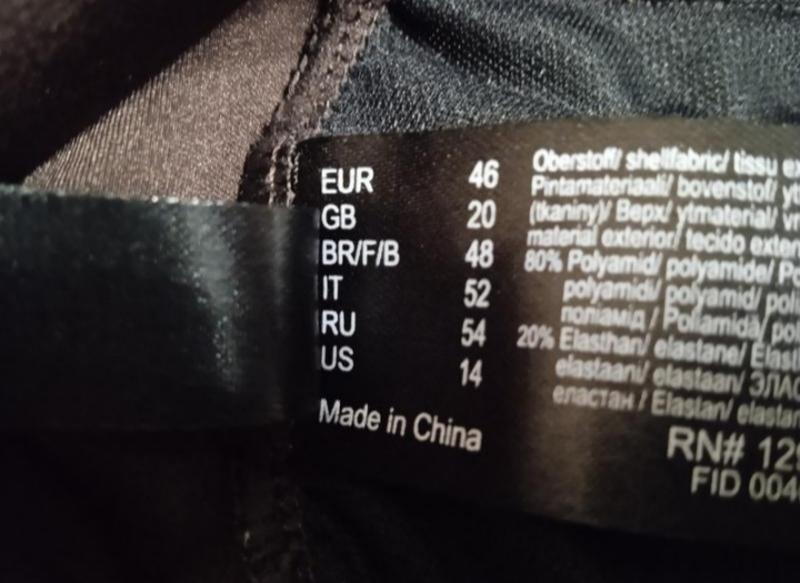 EUR 46
GB 20
BR/F/B 48
IT 52
RU 54
US 14
Made in China
Oberstoff/ shellfabric/ tissu
Pintamateriaali/ bovenstof/
(tkaniny)/ Верх/ ytmaterial/
material exterior/ tecido
80% Polyamid/ polyamide/
polyamidi/ polyamid/
поліамід / Poliamida/
20% Elasthan/ elastane/
elastaani/ elastaan/
еластан / Elastan/
RN#
FID